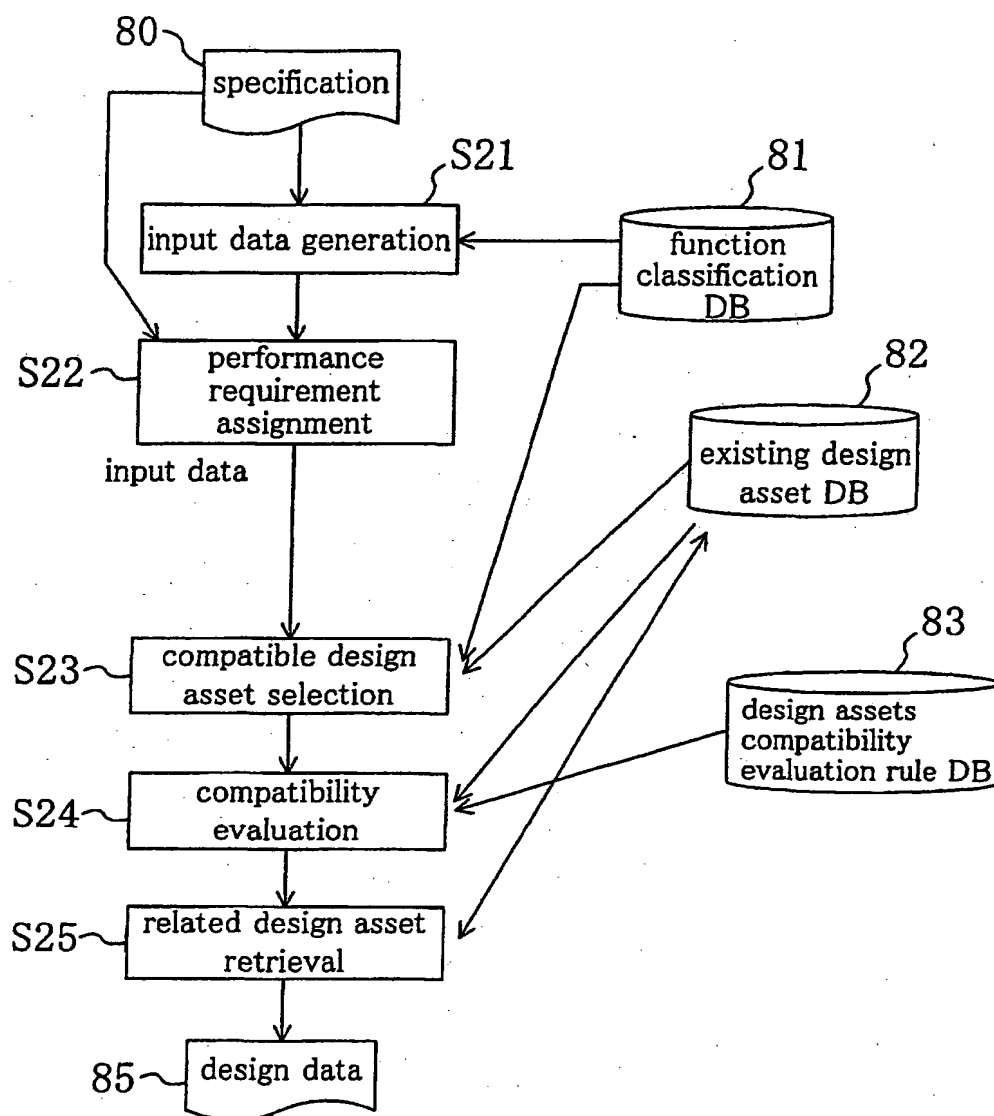 80
specification
S21
input data generation
81
function
classification
DB
S22
performance
requirement
assignment
input data
82
existing design
asset DB
S23
compatible design
asset selection
83
design assets
compatibility
evaluation rule DB
S24
compatibility
evaluation
S25
related design asset
retrieval
85
design data